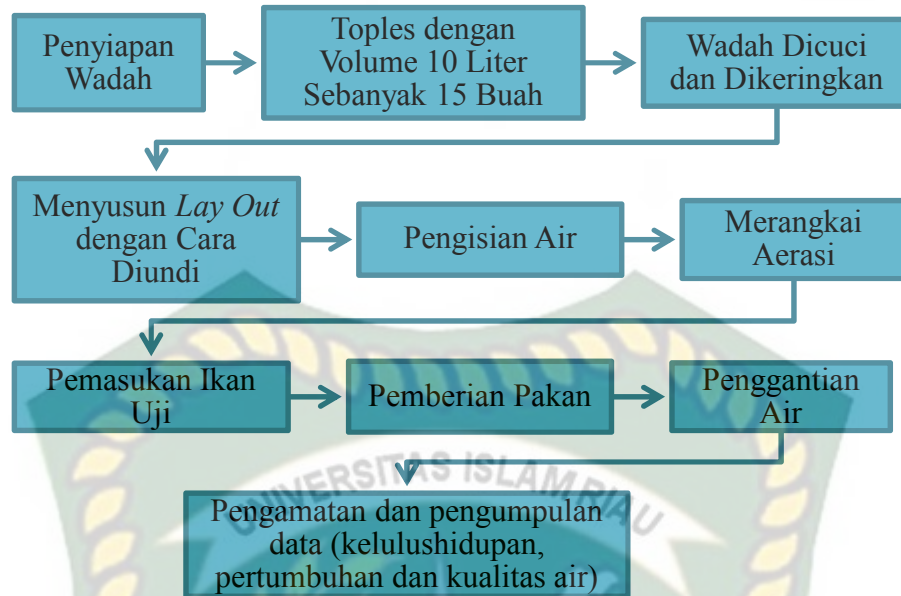 Penyiapan
Wadah
Toples dengan
Volume 10 Liter
Sebanyak 15 Buah
Wadah Dicuci
dan Dikeringkan
Menyusun Lay Out
dengan Cara
Diundi
Pengisian Air
Merangkai
Aerasi
Pemasukan Ikan
Uji
Pemberian Pakan
Penggantian
Air
UNIVERSITAS ISLAM RIAU
Pengamatan dan pengumpulan
data (kelulushidupan,
pertumbuhan dan kualitas air)